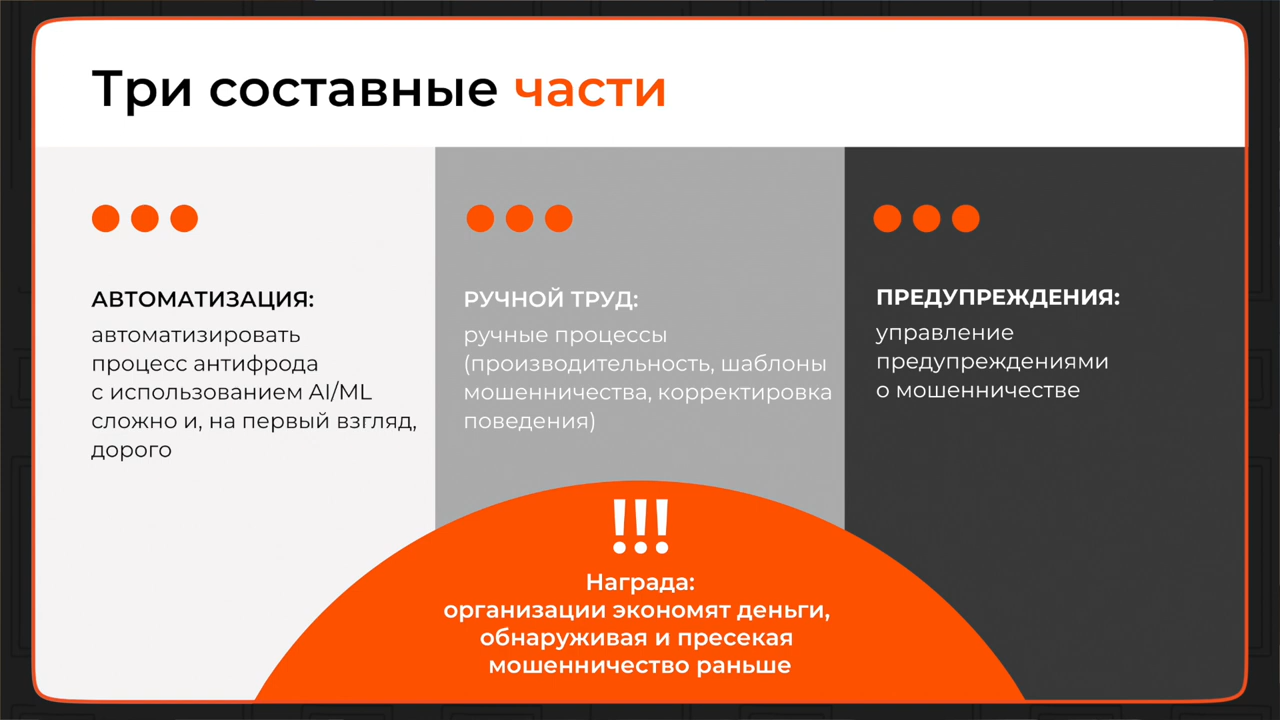 Три составные части
АВТОМАТИЗАЦИЯ:
автоматизировать
процесс антифрода
с использованием AI/ML
сложно и, на первый взгляд,
дорого
РУЧНОЙ ТРУД:
ручные процессы
(производительность, шаблоны
мошенничества, корректировка
поведения)
ПРЕДУПРЕЖДЕНИЯ:
управление
предупреждениями
о мошенничестве
!!!
Награда:
организации экономят деньги,
обнаруживая и пресекая
мошенничество раньше